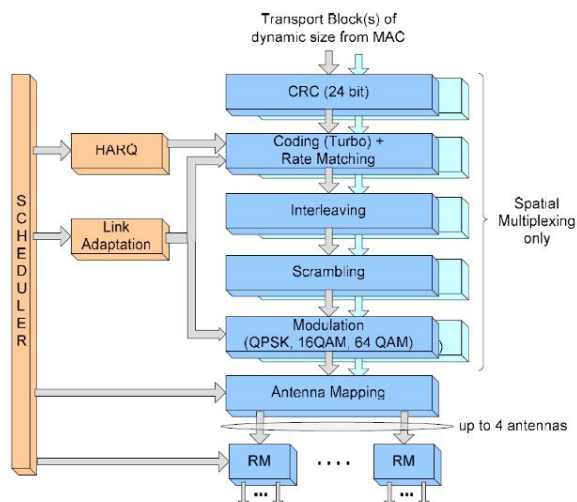 Transport Block(s) of
dynamic size from MAC
CRC (24 bit)
HARQ
Coding (Turbo) +
Rate Matching
SCHEDULER
Link
Adaptation
Interleaving
Spatial
Multiplexing
only
Scrambling
Modulation
(QPSK, 16QAM, 64 QAM)
)
Antenna Mapping
up to 4 antennas
RM
....
RM
...
...